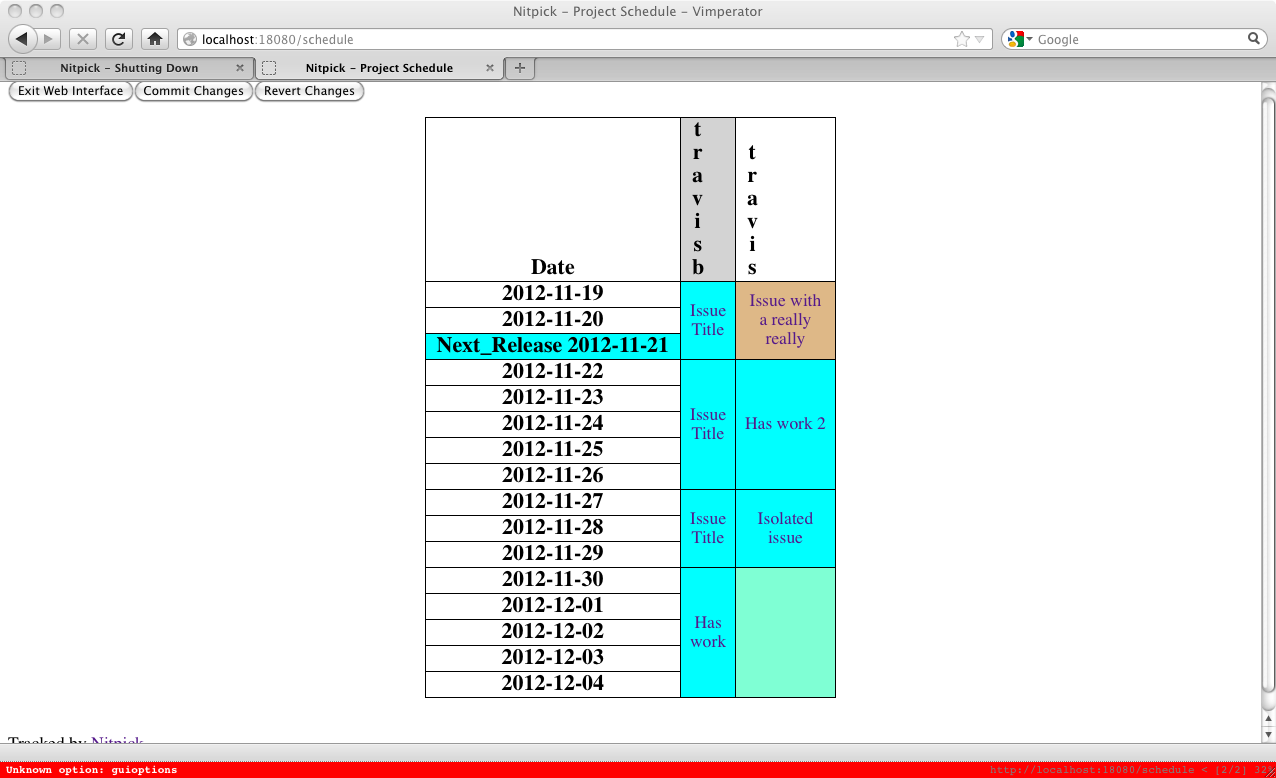 Nitpick – Project Schedule – Vimperator
localhost:18080/schedule
Google
Nitpick – Shutting Down
Nitpick – Project Schedule
Exit Web Interface Commit Changes Revert Changes
Date
travisb
travis
2012-11-19
2012-11-20
Next_Release 2012-11-21
2012-11-22
2012-11-23
2012-11-24
2012-11-25
2012-11-26
2012-11-27
2012-11-28
2012-11-29
2012-11-30
2012-12-01
2012-12-02
2012-12-03
2012-12-04
Issue
Title
Issue
Title
Issue
Title
Has
work
Issue with
a really
really
Has work 2
Isolated
issue
Tracked by Nitpick
Unknown option: guioptions
http://localhost:18080/schedule < [2/2] 32%